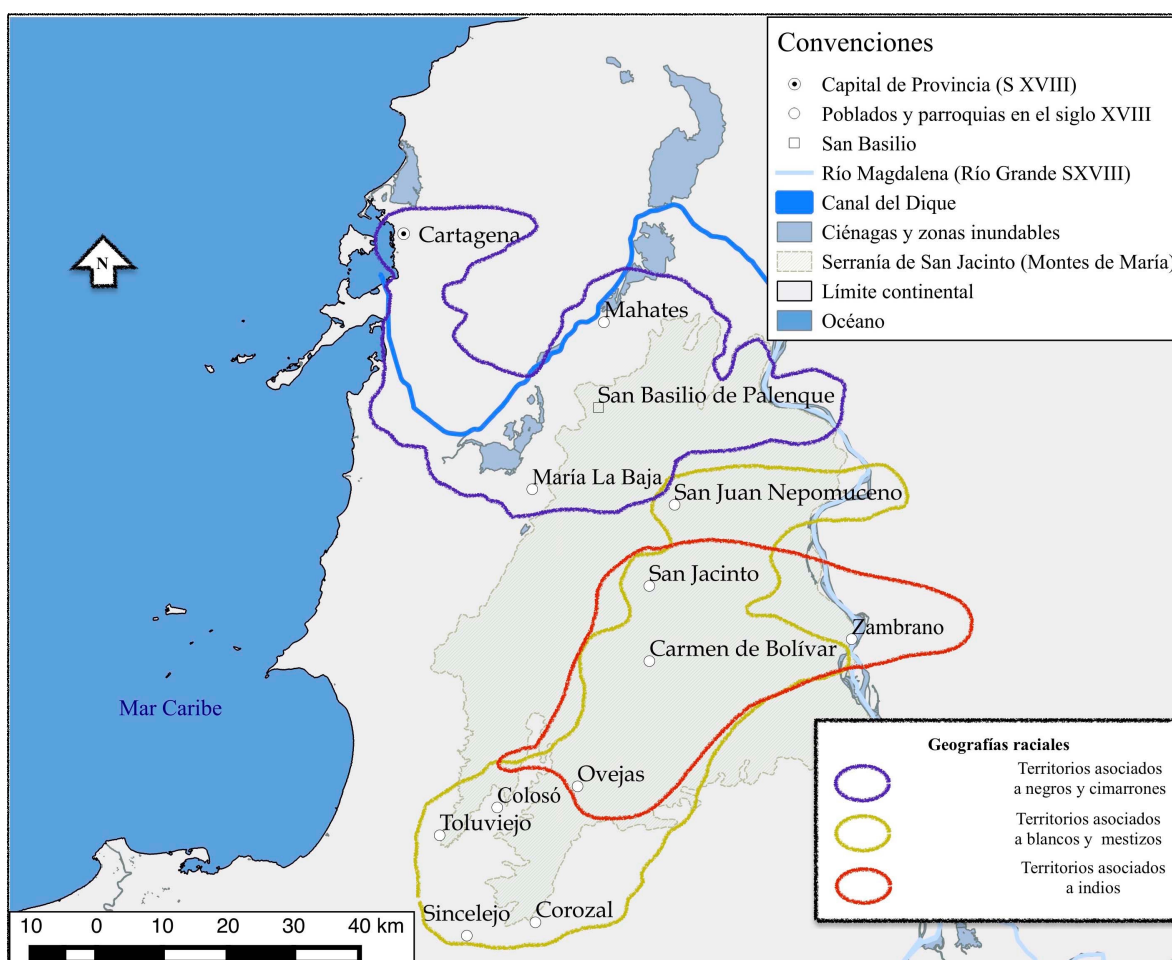 Convenciones
Capital de Provincia (S XVIII)
Poblados y parroquias en el siglo XVIII
San Basilio
Río Magdalena (Río Grande SXVIII)
Canal del Dique
Ciénagas y zonas inundables
Serranía de San Jacinto (Montes de María)
Límite continental
Océano
N
Cartagena
Mahates
San Basilio de Palenque
María La Baja
San Juan Nepomuceno
San Jacinto
Zambrano
Carmen de Bolívar
Mar Caribe
Ovejas
Colosó
Toluviejo
Sincelejo
Corozal
Geografías raciales
Territorios asociados
a negros y cimarrones
Territorios asociados
a blancos y mestizos
Territorios asociados
a indios
10 0 10 20 30 40 km